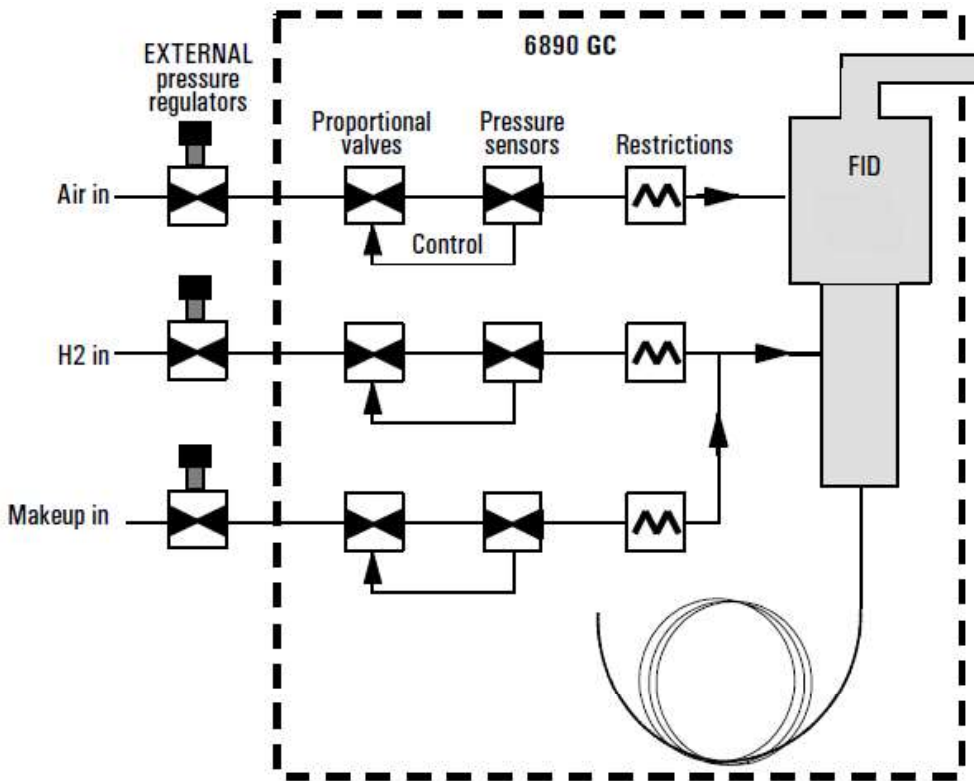 6890 GC
EXTERNAL
pressure
regulators
Proportional
valves
Pressure
sensors
Restrictions
FID
Air in
Control
H2 in
Makeup in